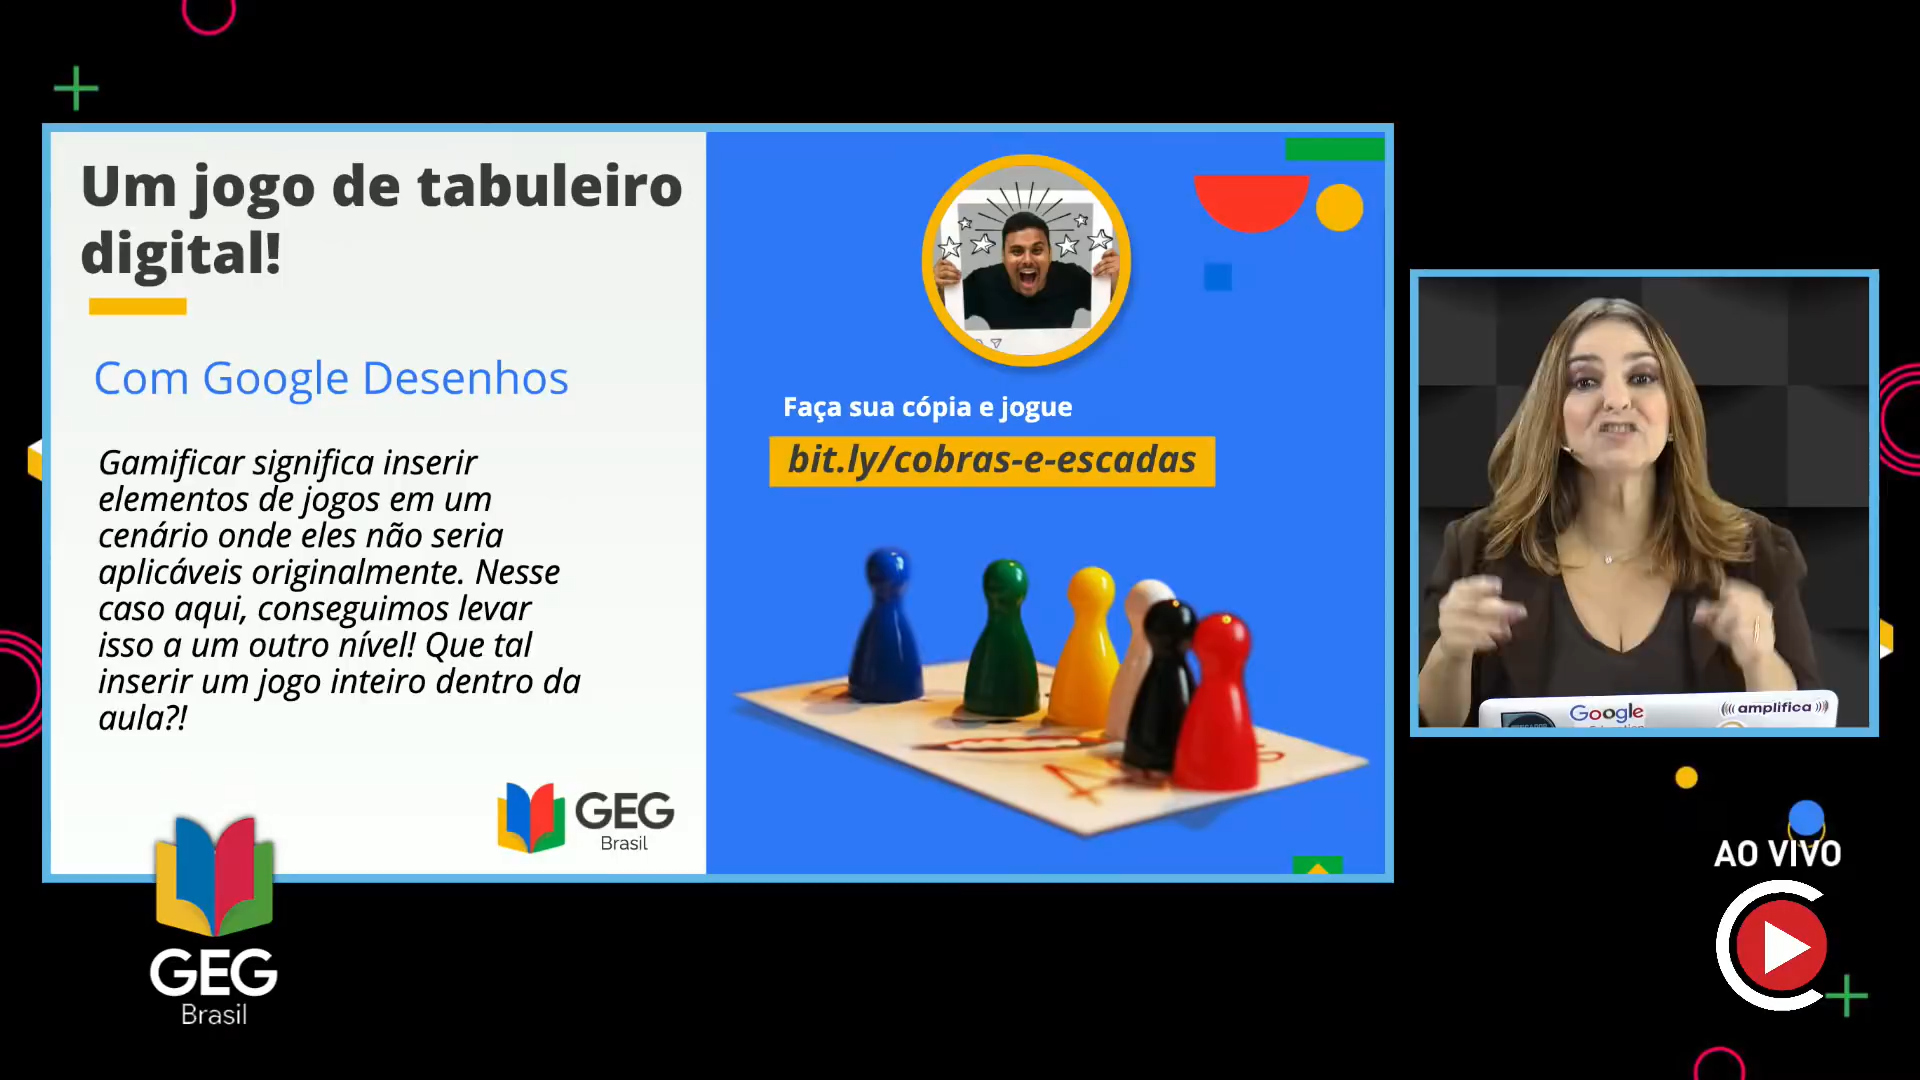 Um jogo de tabuleiro
digital!
Com Google Desenhos
Gamificar significa inserir
elementos de jogos em um
cenário onde eles não seria
aplicáveis originalmente. Nesse
caso aqui, conseguimos levar
isso a um outro nível! Que tal
inserir um jogo inteiro dentro da
aula?!
GEG
Brasil
Faça sua cópia e jogue
bit.ly/cobras-e-escadas
Google
amplifica
GEG
Brasil
AO VIVO